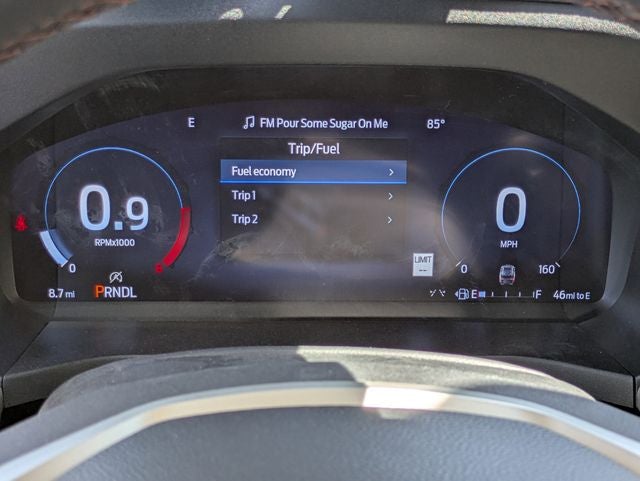 E FM Pour Some Sugar On Me 85°
Trip/Fuel
Fuel economy
Trip 1
Trip 2
0.9
RPMx1000
0
8
0
MPH
LIMIT
--
0 160
8.7 mi PRNDL
E F 46 mi to E